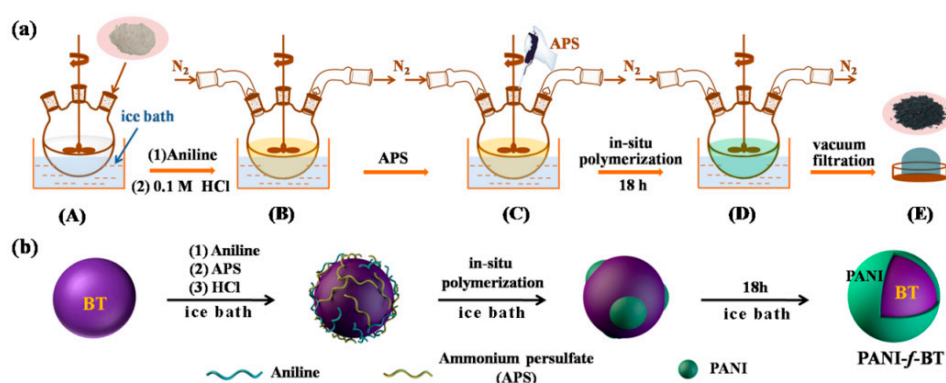 (a)
APS
N₂
N₂
N₂
N₂
ice bath
(1)Aniline
(2) 0.1 M HCl
APS
in-situ
polymerization
18 h
vacuum
filtration
(A)
(B)
(C)
(D)
(E)
(b)
BT
(1) Aniline
(2) APS
(3) HCl
ice bath
in-situ
polymerization
ice bath
18h
ice bath
PANI
BT
PANI-f-BT
Aniline
Ammonium persulfate
(APS)
PANI